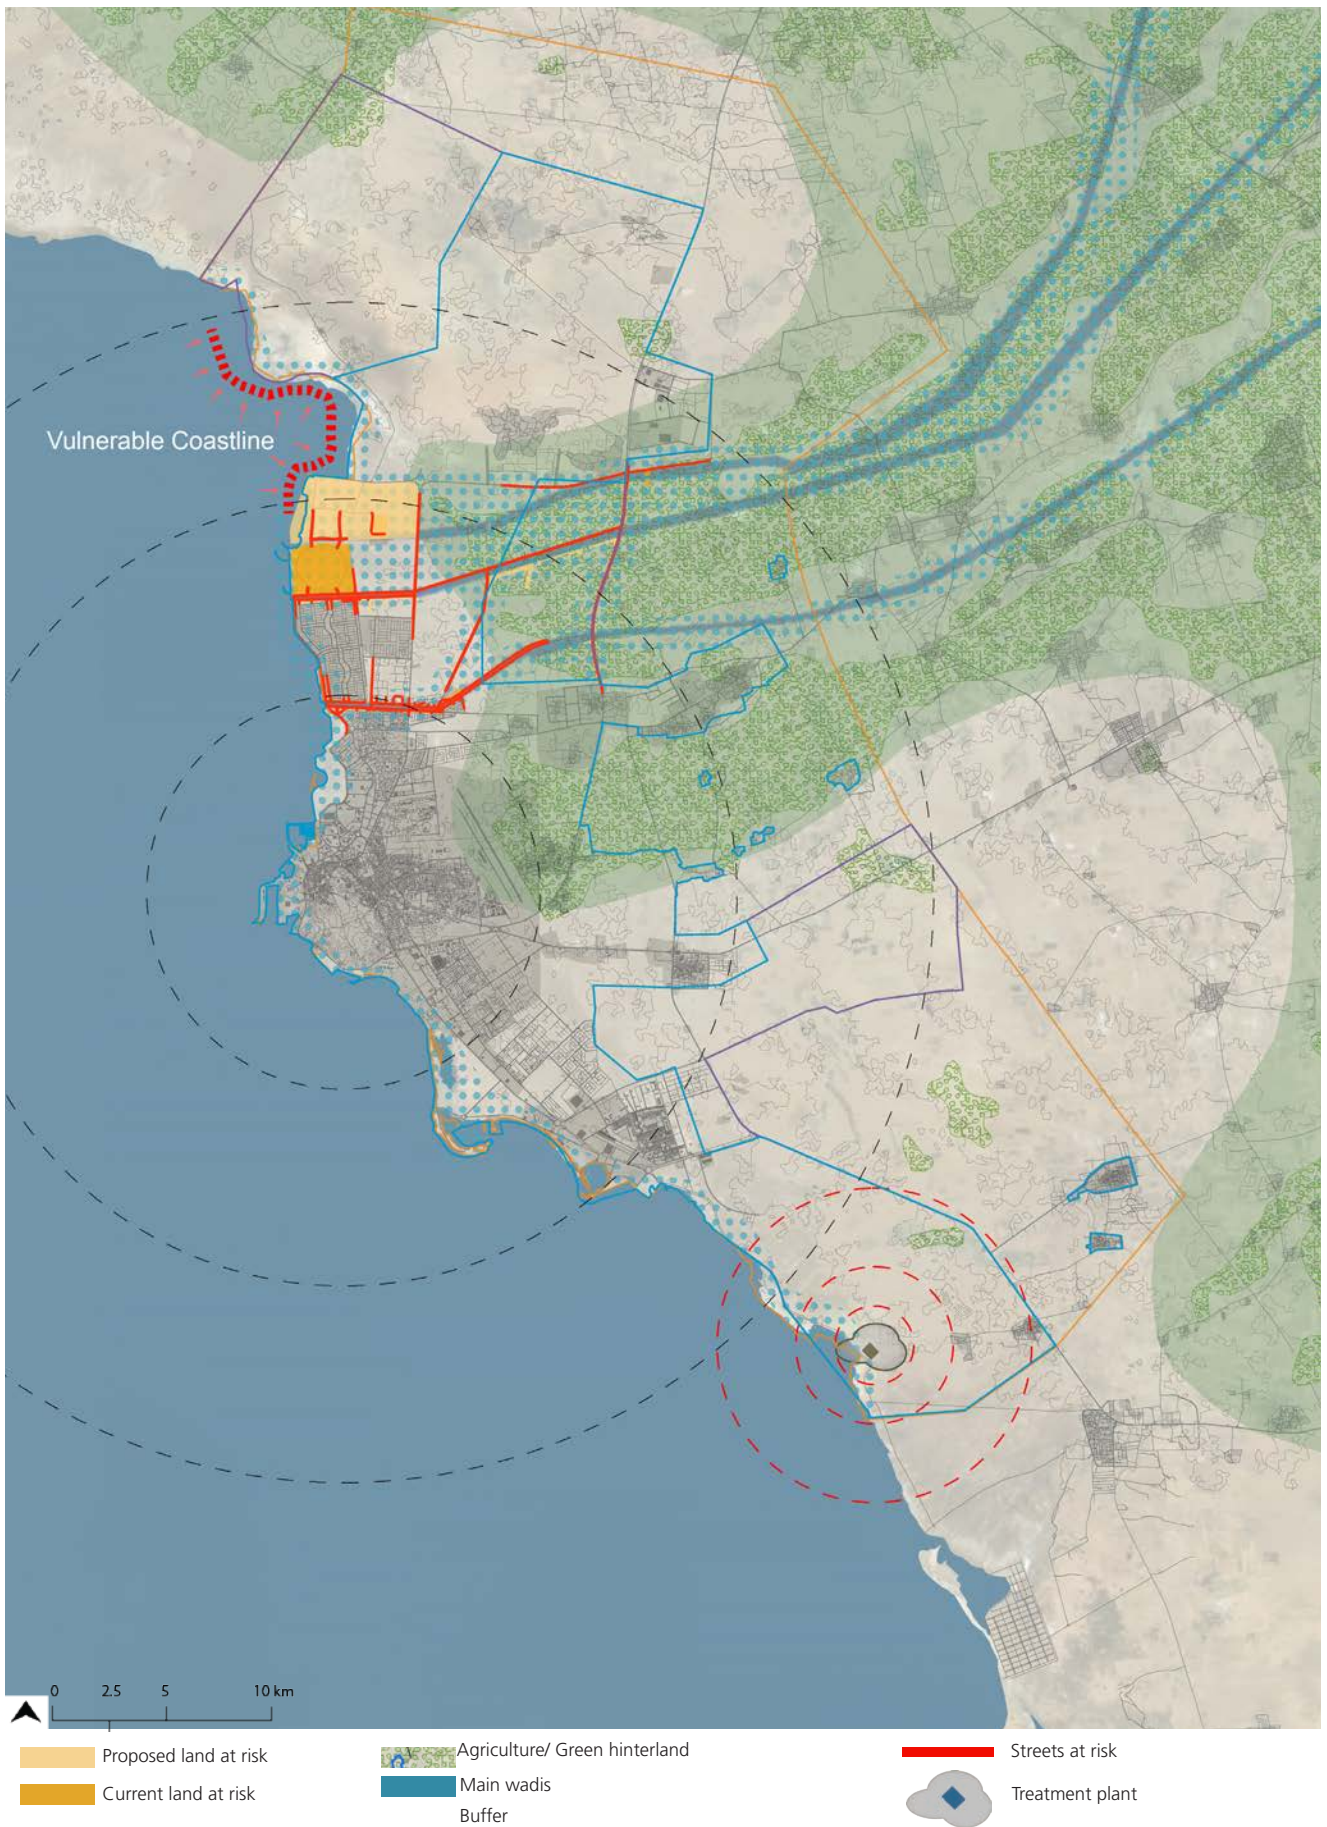 Vulnerable Coastline
0 2.5 5 10 km
Proposed land at risk
Current land at risk
Agriculture/ Green hinterland
Main wadis
Buffer
Streets at risk
Treatment plant